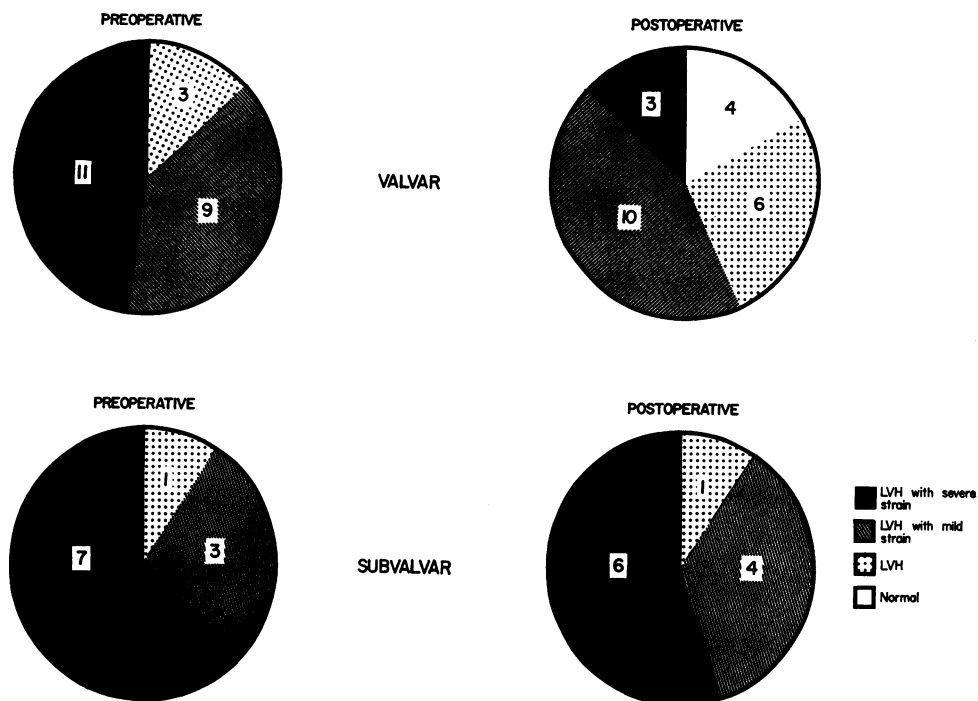 PREOPERATIVE
POSTOPERATIVE
3
11
9
VALVAR
3
4
6
10
PREOPERATIVE
POSTOPERATIVE
1
7
3
SUBVALVAR
1
6
4
LVH with severe
strain
LVH with mild
strain
LVH
Normal